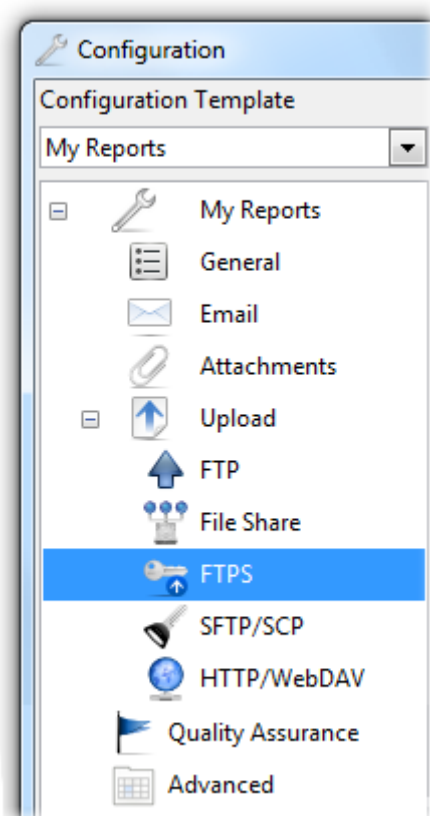 Configuration
Configuration Template
My Reports
My Reports
General
Email
Attachments
Upload
FTP
File Share
FTPS
SFTP/SCP
HTTP/WebDAV
Quality Assurance
Advanced